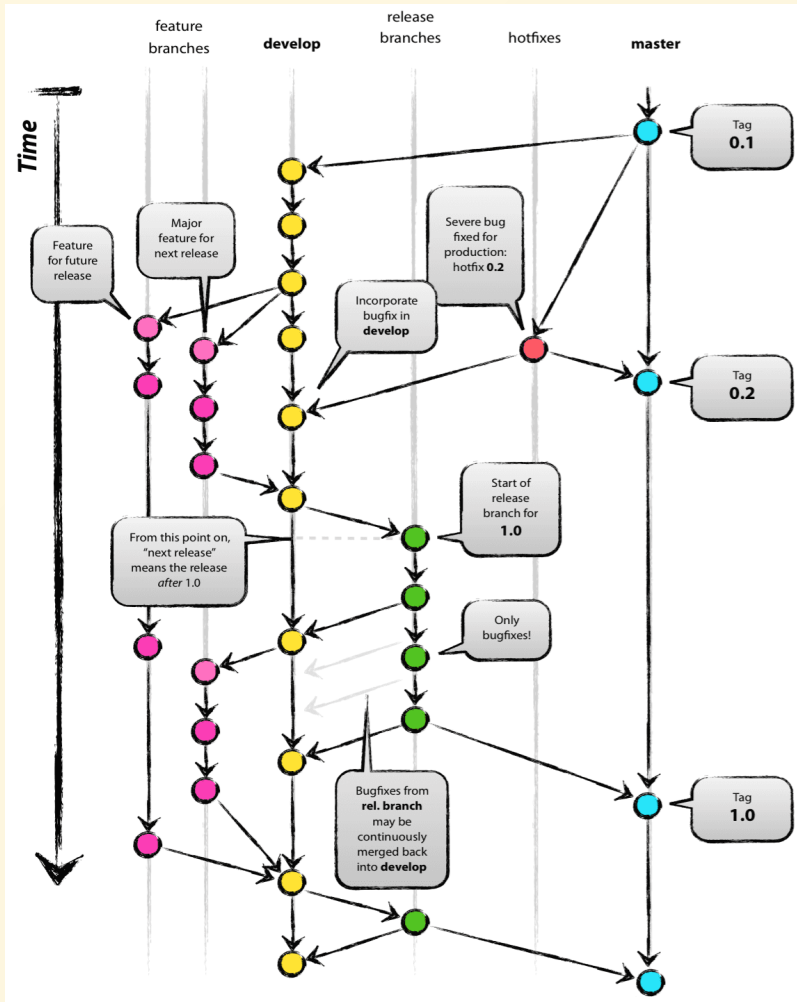 feature
branches
develop
release
branches
hotfixes
master
Time
Tag
0.1
Major
feature for
next release
Feature
for future
release
Severe bug
fixed for
production:
hotfix 0.2
Incorporate
bugfix in
develop
Tag
0.2
Start of
release
branch for
1.0
From this point on,
“next release”
means the release
after 1.0
Only
bugfixes!
Bugfixes from
rel. branch
may be
continuously
merged back
into develop
Tag
1.0